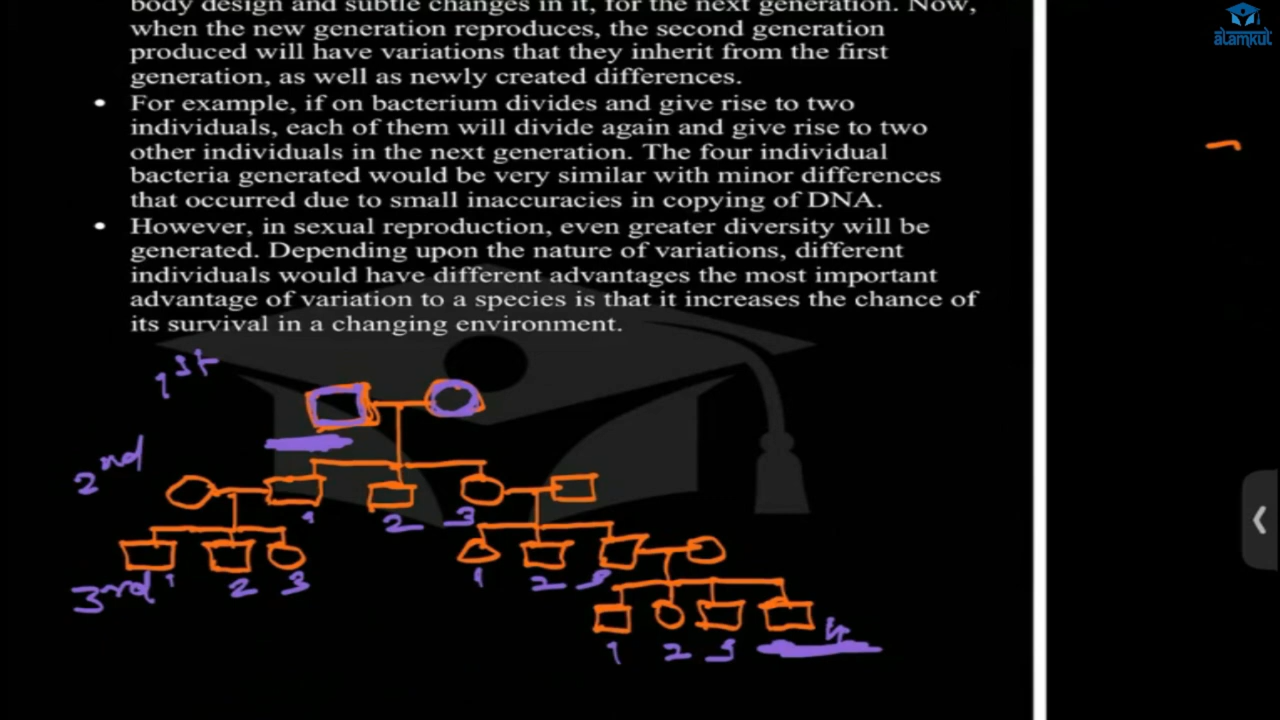 body design and subtle changes in it, for the next generation. Now,
when the new generation reproduces, the second generation
produced will have variations that they inherit from the first
generation, as well as newly created differences.
• For example, if on bacterium divides and give rise to two
individuals, each of them will divide again and give rise to two
other individuals in the next generation. The four individual
bacteria generated would be very similar with minor differences
that occurred due to small inaccuracies in copying of DNA.
• However, in sexual reproduction, even greater diversity will be
generated. Depending upon the nature of variations, different
individuals would have different advantages the most important
advantage of variation to a species is that it increases the chance of
its survival in a changing environment.
alamkul
1st
2nd
1 2 3
3rd 1 2 3 1 2 3
1 2 3 4